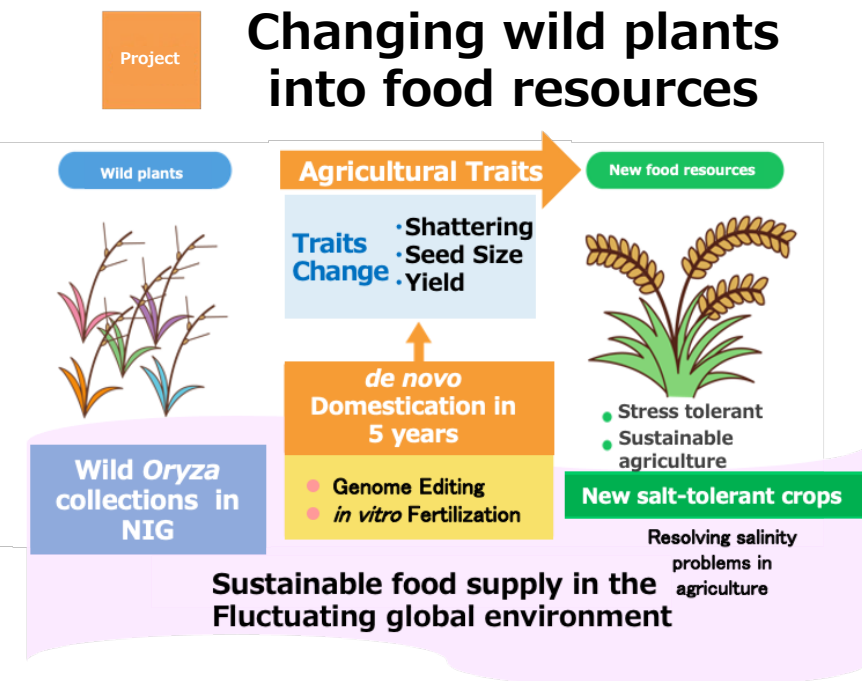 Project
Changing wild plants
into food resources
Wild plants
Agricultural Traits
New food resources
Traits
Change
・Shattering
・Seed Size
・Yield
de novo
Domestication in
5 years
Genome Editing
in vitro Fertilization
Wild Oryza
collections in
NIG
Stress tolerant
Sustainable
agriculture
New salt-tolerant crops
Resolving salinity
problems in
agriculture
Sustainable food supply in the
Fluctuating global environment